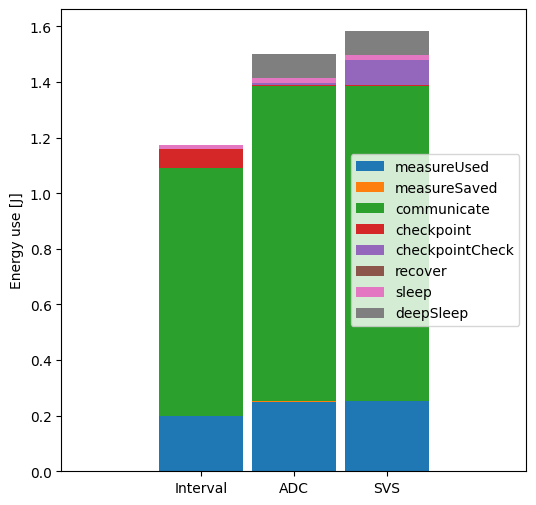 Energy use [J]
1.6
1.4
1.2
1.0
0.8
0.6
0.4
0.2
0.0
measureUsed
measureSaved
communicate
checkpoint
checkpointCheck
recover
sleep
deepSleep
Interval
ADC
SVS